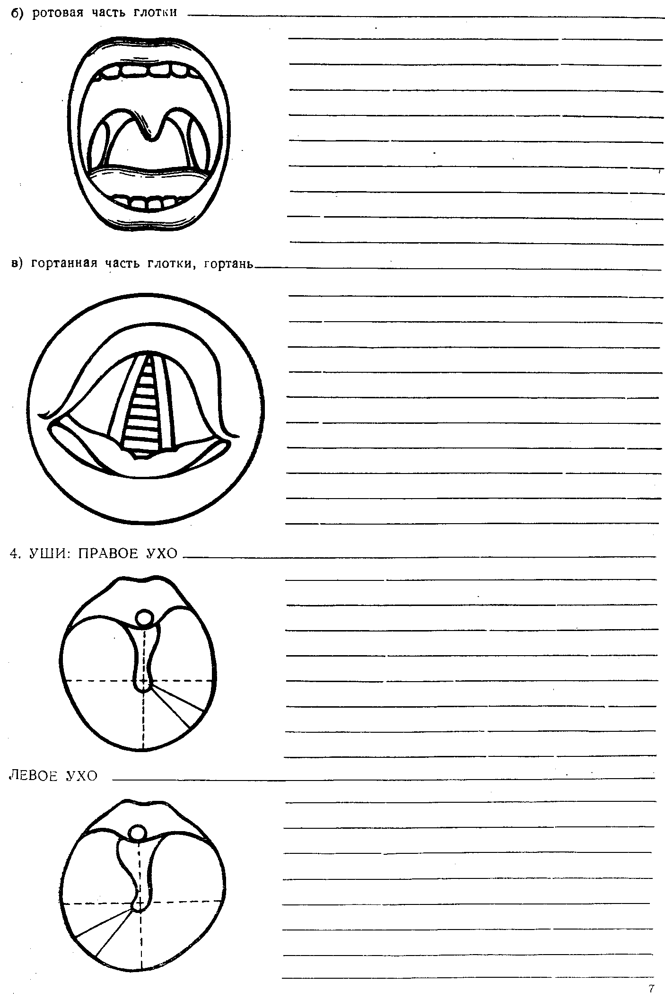 б) ротовая часть глотки
в) гортанная часть глотки, гортань
4. УШИ: ПРАВОЕ УХО
ЛЕВОЕ УХО
7